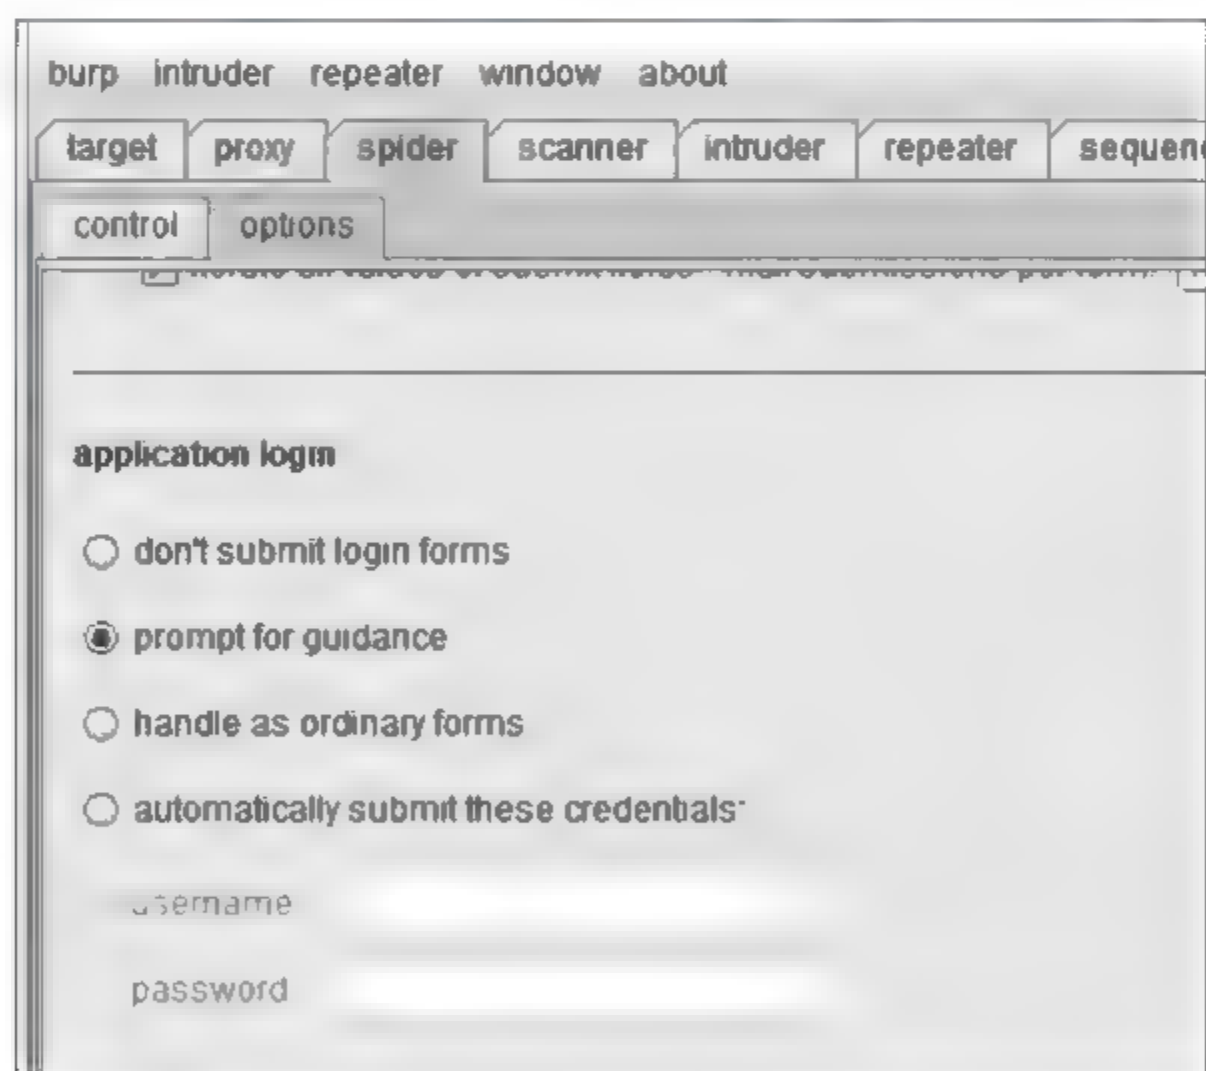 burp intruder repeater window about
target proxy spider scanner intruder repeater sequenc
control options
application login
don't submit login forms
prompt for guidance
handle as ordinary forms
automatically submit these credentials:
username
password